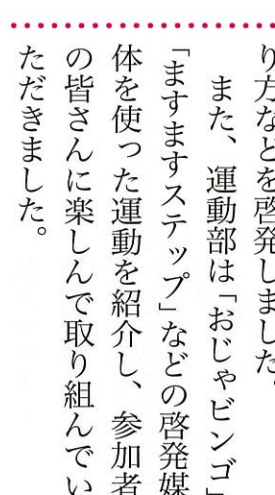 り方などを啓発しました。
また、運動部は「おじゃビンゴ」
「ますますステップ」などの啓発媒
体を使った運動を紹介し、参加者
の皆さんに楽しんで取り組んでい
ただきました。